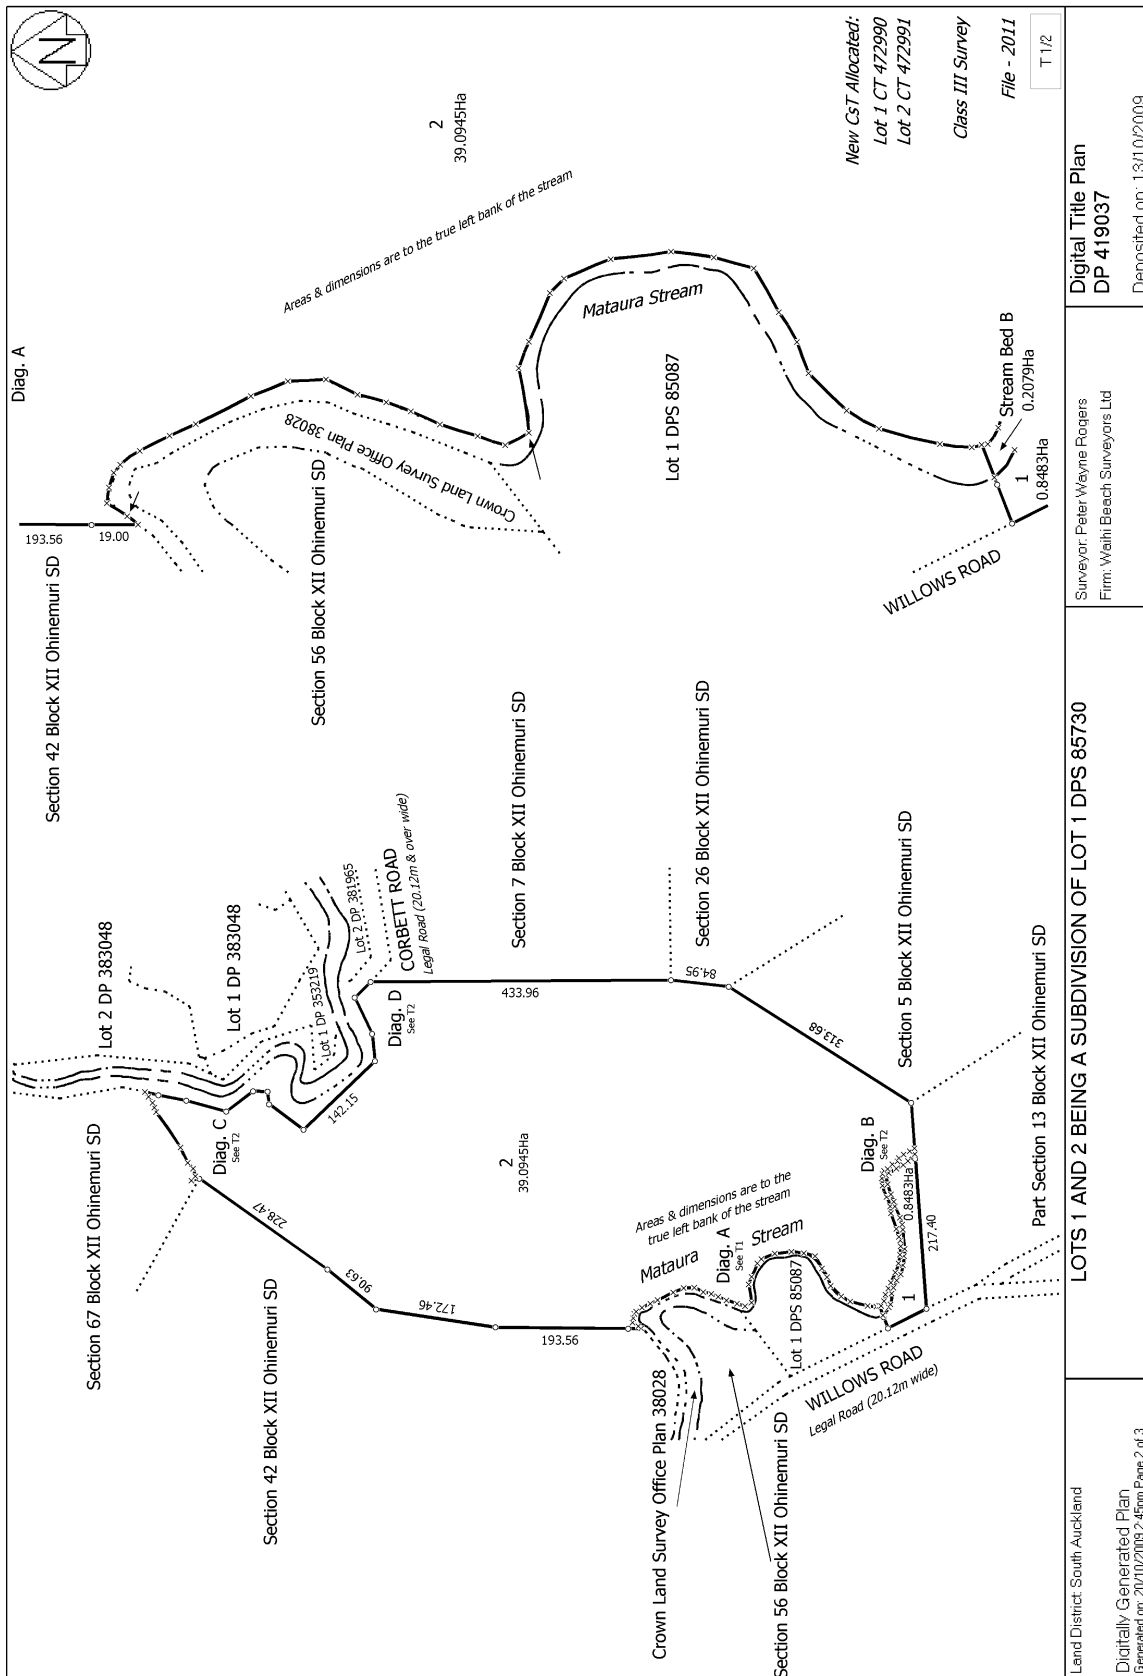 N
Diag. A
193.56
19.00
Section 42 Block XII Ohinemuri SD
Areas & dimensions are to the true left bank of the stream
2
39.0945Ha
Crown Land Survey Office Plan 38028
Section 56 Block XII Ohinemuri SD
Mataura Stream
Lot 1 DPS 85087
Stream Bed B
0.2079Ha
1
0.8483Ha
WILLOWS ROAD
New CsT Allocated:
Lot 1 CT 472990
Lot 2 CT 472991
Class III Survey
File - 2011
T 1/2
Lot 2 DP 383048
Lot 1 DP 383048
Lot 1 DP 353219
Lot 2 DP 381965
CORBETT ROAD
Legal Road (20.12m & over wide)
Diag. D
See T2
Section 67 Block XII Ohinemuri SD
Diag. C
See T2
142.15
228.47
90.63
172.46
193.56
Section 42 Block XII Ohinemuri SD
433.96
Section 7 Block XII Ohinemuri SD
84.95
Section 26 Block XII Ohinemuri SD
313.68
Section 5 Block XII Ohinemuri SD
2
39.0945Ha
Areas & dimensions are to the
true left bank of the stream
Mataura
Stream
Diag. A
See T1
Lot 1 DPS 85087
Diag. B
See T2
0.8483Ha
1
217.40
Part Section 13 Block XII Ohinemuri SD
WILLOWS ROAD
Legal Road (20.12m wide)
Crown Land Survey Office Plan 38028
Section 56 Block XII Ohinemuri SD
Land District: South Auckland
Digitally Generated Plan
Generated on: 20/10/2009 2:45pm Page 2 of 3
LOTS 1 AND 2 BEING A SUBDIVISION OF LOT 1 DPS 85730
Surveyor: Peter Wayne Rogers
Firm: Waihi Beach Surveyors Ltd
Digital Title Plan
DP 419037
Deposited on: 13/10/2009